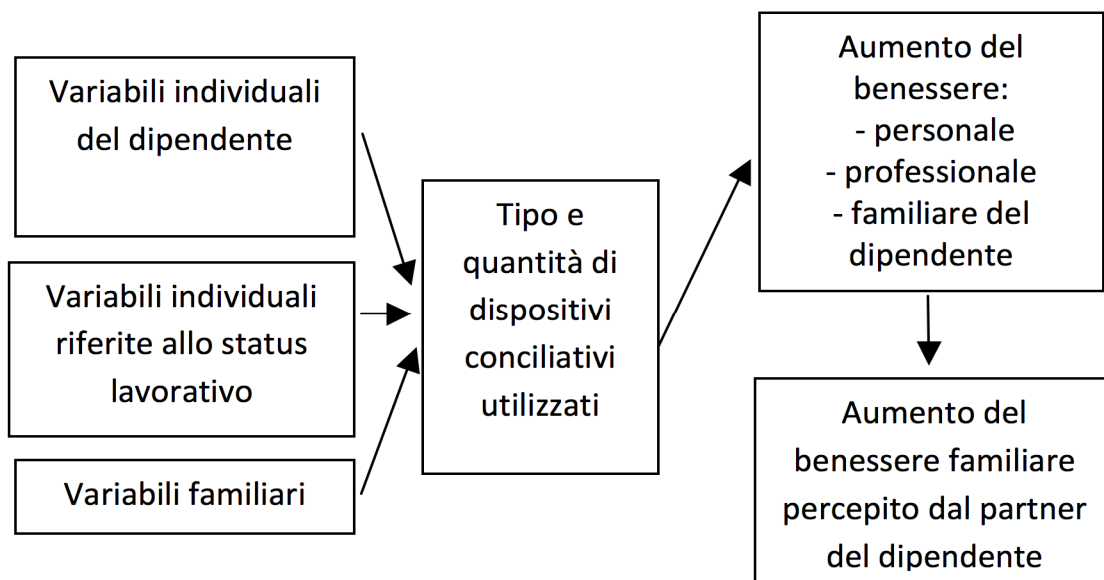 Variabili individuali
del dipendente
Variabili individuali
riferite allo status
lavorativo
Variabili familiari
Tipo e
quantità di
dispositivi
conciliativi
utilizzati
Aumento del
benessere:
- personale
- professionale
- familiare del
dipendente
Aumento del
benessere familiare
percepito dal partner
del dipendente